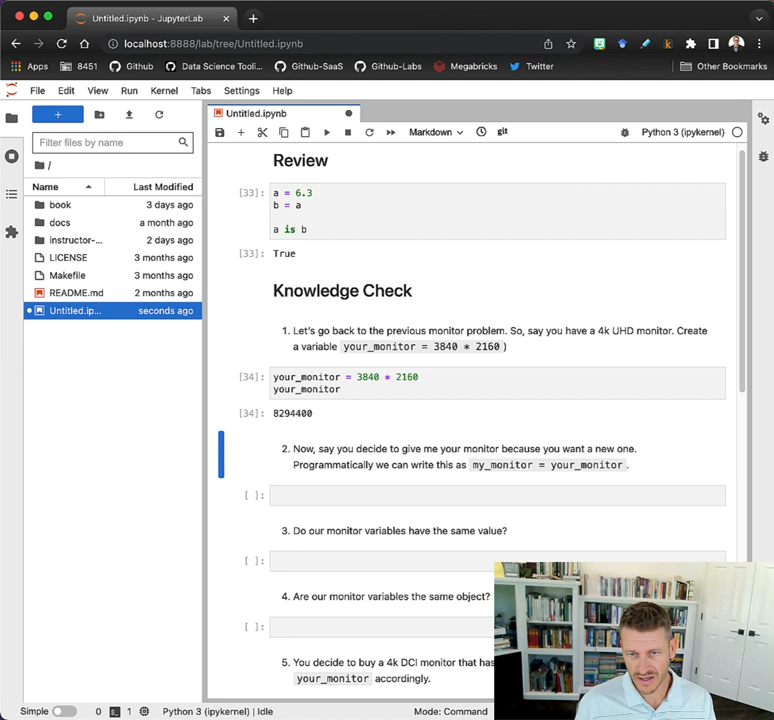 Untitled.ipynb - JupyterLab
localhost:8888/lab/tree/Untitled.ipynb
Apps 8451 Github Data Science Tooli... Github-SaaS Github-Labs Megabricks Twitter Other Bookmarks
File Edit View Run Kernel Tabs Settings Help
Untitled.ipynb
Filter files by name
Markdown git Python 3 (ipykernel)
/
Name Last Modified
book 3 days ago
docs a month ago
instructor-... 2 days ago
LICENSE 3 months ago
Makefile 3 months ago
README.md 2 months ago
Untitled.ip... seconds ago
Review
[33]: a = 6.3
b = a
a is b
[33]: True
Knowledge Check
1. Let's go back to the previous monitor problem. So, say you have a 4k UHD monitor. Create
a variable your_monitor = 3840 * 2160 )
[34]: your_monitor = 3840 * 2160
your_monitor
[34]: 8294400
2. Now, say you decide to give me your monitor because you want a new one.
Programmatically we can write this as my_monitor = your_monitor .
[ ]:
3. Do our monitor variables have the same value?
[ ]:
4. Are our monitor variables the same object?
[ ]:
5. You decide to buy a 4k DCI monitor that has
your_monitor accordingly.
Simple 0 1 Python 3 (ipykernel) | Idle Mode: Command